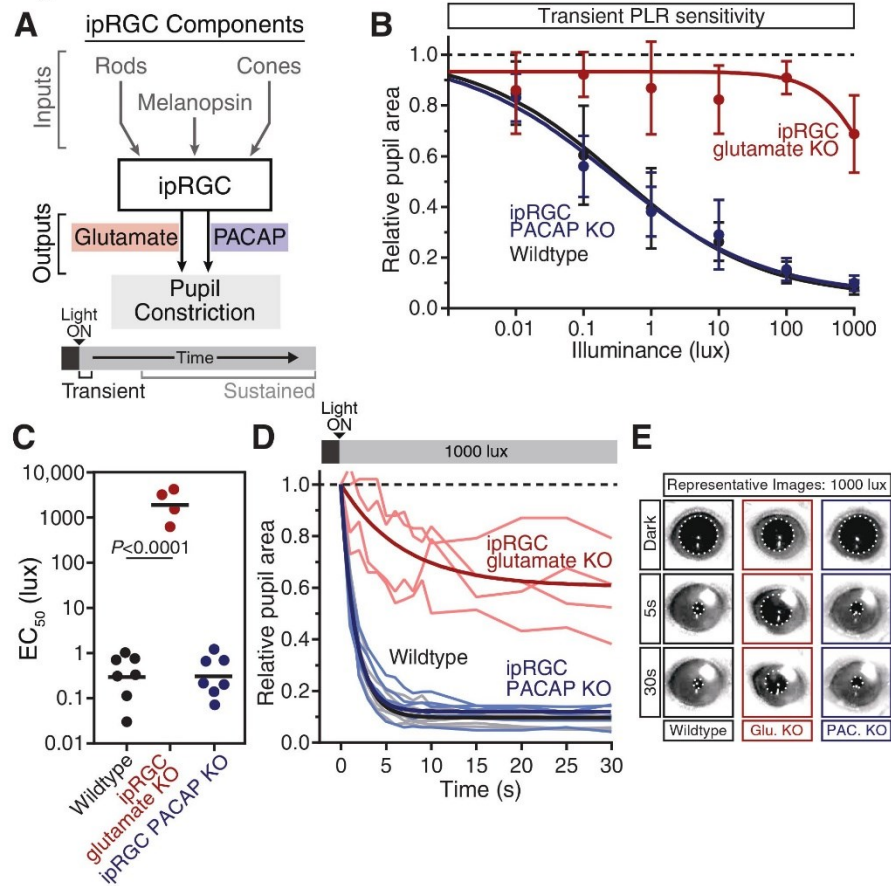 A
ipRGC Components
Inputs
Rods
Cones
Melanopsin
ipRGC
Outputs
Glutamate
PACAP
Pupil
Constriction
Light
ON
Time
Transient
Sustained
B
Transient PLR sensitivity
Relative pupil area
1.0
0.8
0.6
0.4
0.2
0.0
ipRGC
glutamate KO
ipRGC
PACAP KO
Wildtype
0.01
0.1
1
10
100
1000
Illuminance (lux)
C
EC50 (lux)
10,000
1000
100
10
1
0.1
0.01
P<0.0001
Wildtype
ipRGC
glutamate KO
ipRGC PACAP KO
D
Light
ON
1000 lux
Relative pupil area
1.0
0.8
0.6
0.4
0.2
0.0
ipRGC
glutamate KO
Wildtype
ipRGC
PACAP KO
0
5
10
15
20
25
30
Time (s)
E
Representative Images: 1000 lux
Dark
5s
30s
Wildtype
Glu. KO
PAC. KO